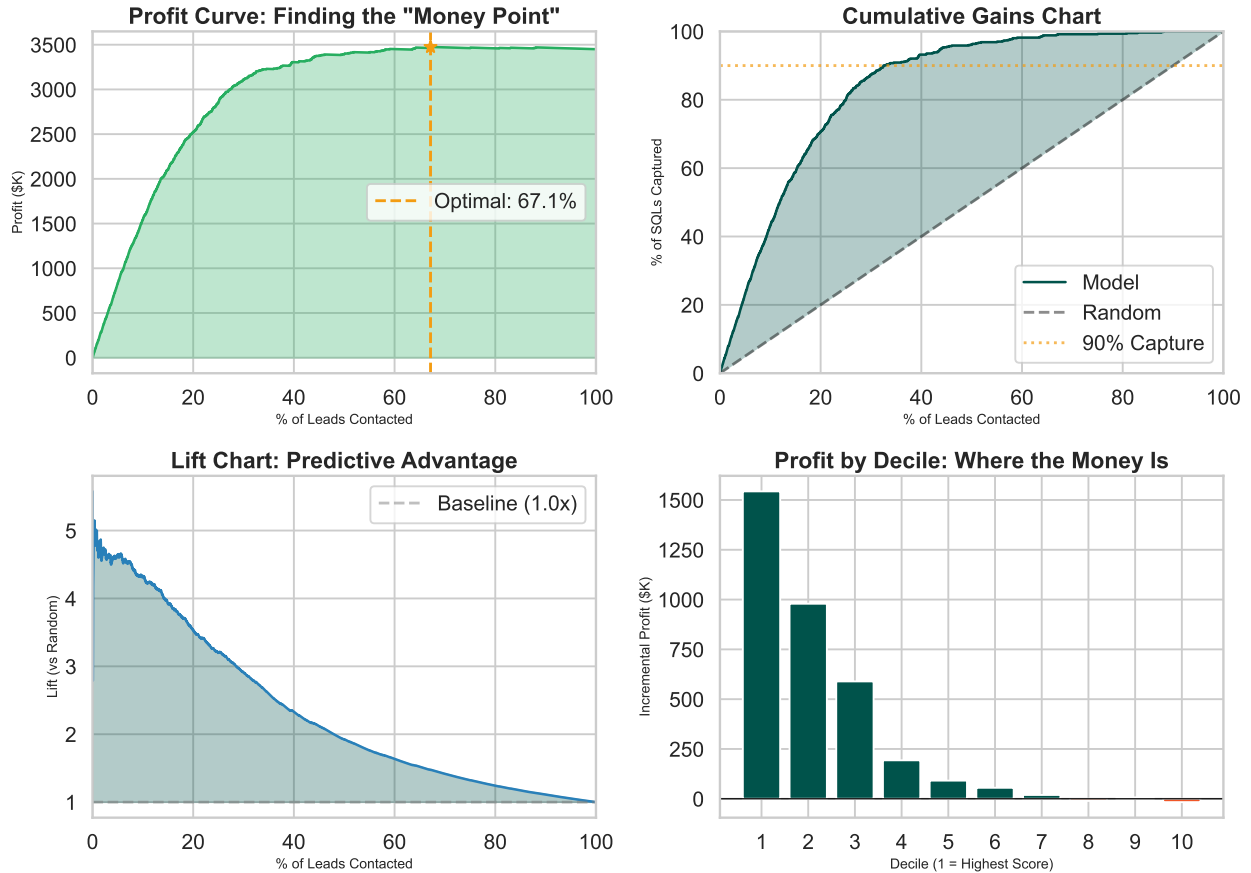 Profit Curve: Finding the "Money Point"
3500
3000
2500
2000
1500
1000
500
0
Profit ($K)
Optimal: 67.1%
0 20 40 60 80 100
% of Leads Contacted
Cumulative Gains Chart
100
80
60
40
20
0
% of SQLs Captured
Model
Random
90% Capture
0 20 40 60 80 100
% of Leads Contacted
Lift Chart: Predictive Advantage
5
4
3
2
1
Lift (vs Random)
Baseline (1.0x)
0 20 40 60 80 100
% of Leads Contacted
Profit by Decile: Where the Money Is
1500
1250
1000
750
500
250
0
Incremental Profit ($K)
1 2 3 4 5 6 7 8 9 10
Decile (1 = Highest Score)